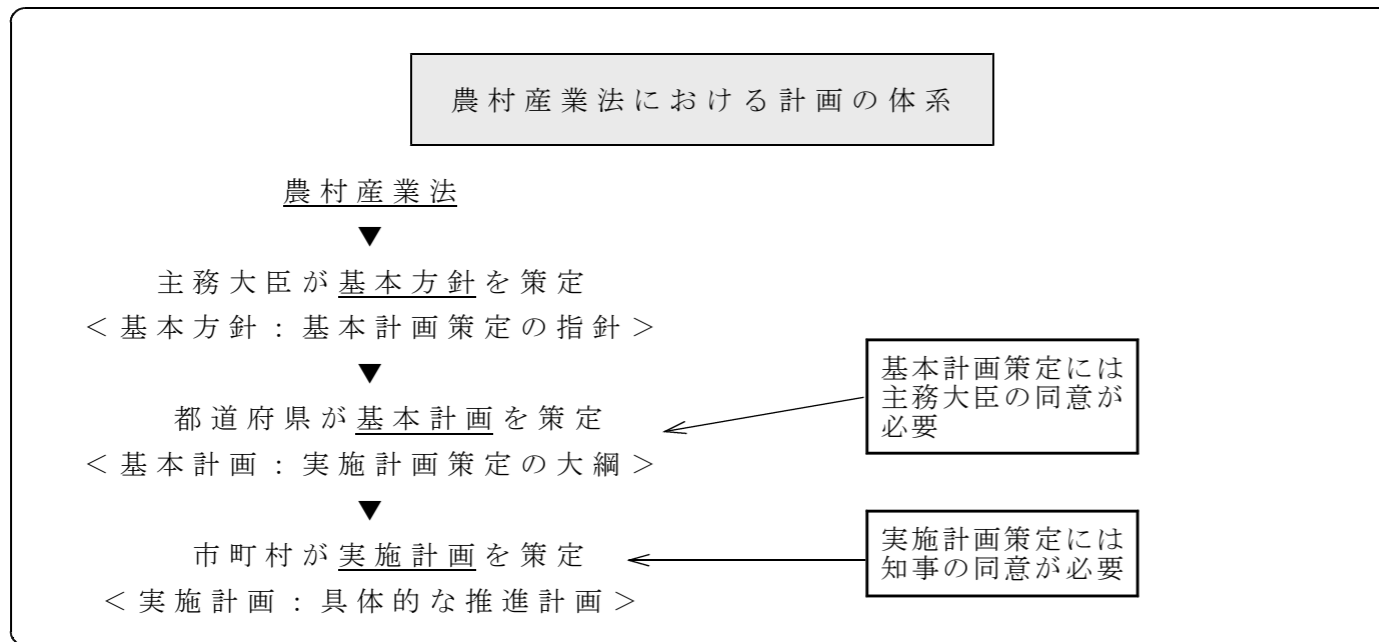 農村産業法における計画の体系
農村産業法
▼
主務大臣が基本方針を策定
＜基本方針：基本計画策定の指針＞
▼
都道府県が基本計画を策定
＜基本計画：実施計画策定の大綱＞
基本計画策定には
主務大臣の同意が
必要
▼
市町村が実施計画を策定
＜実施計画：具体的な推進計画＞
実施計画策定には
知事の同意が必要